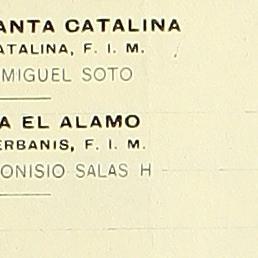 ANTA CATALINA
ATALINA, F. I. M.
MIGUEL SOTO
A EL ALAMO
ERBANIS, F. I. M.
ONISIO SALAS H